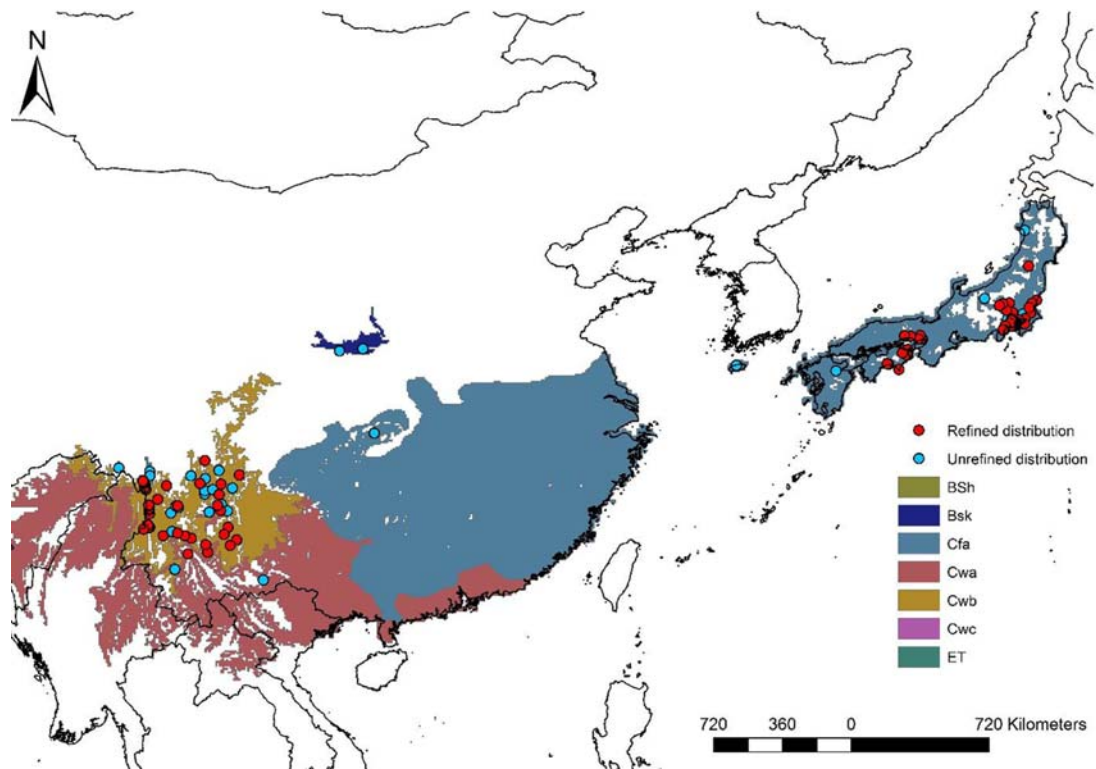 N
Refined distribution
Unrefined distribution
BSh
Bsk
Cfa
Cwa
Cwb
Cwc
ET
720 360 0 720 Kilometers